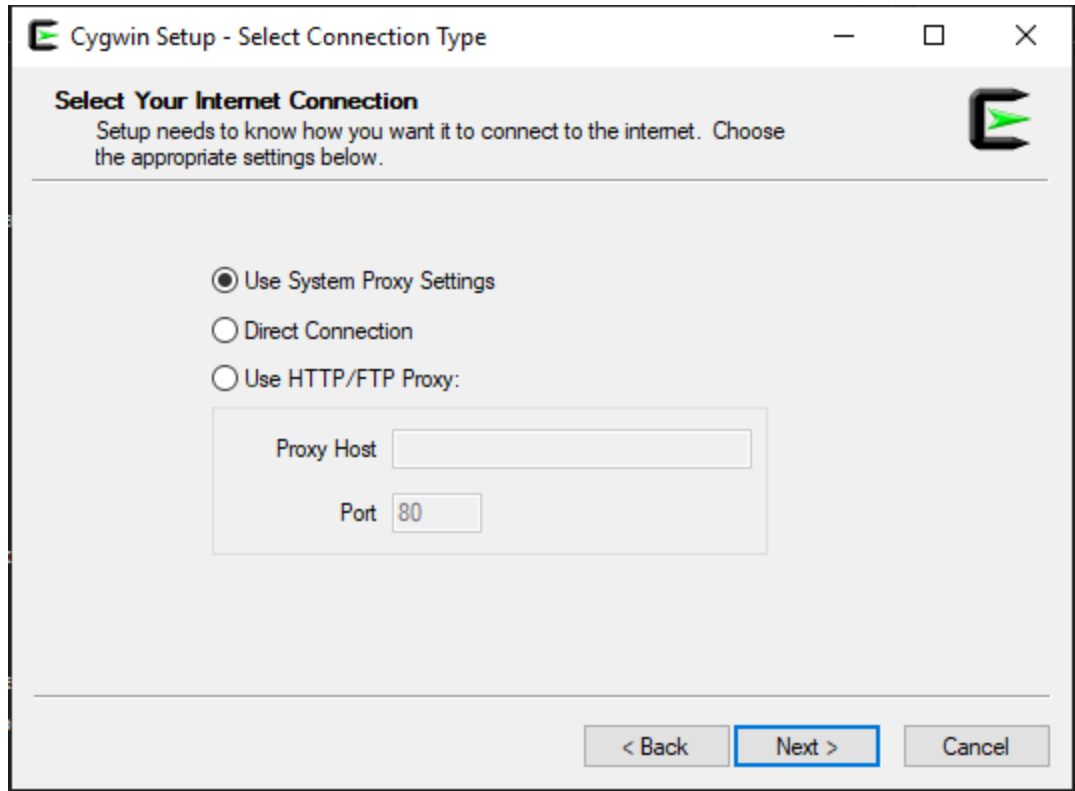 Cygwin Setup - Select Connection Type
Select Your Internet Connection
Setup needs to know how you want it to connect to the internet. Choose
the appropriate settings below.
Use System Proxy Settings
Direct Connection
Use HTTP/FTP Proxy:
Proxy Host
Port 80
< Back Next > Cancel